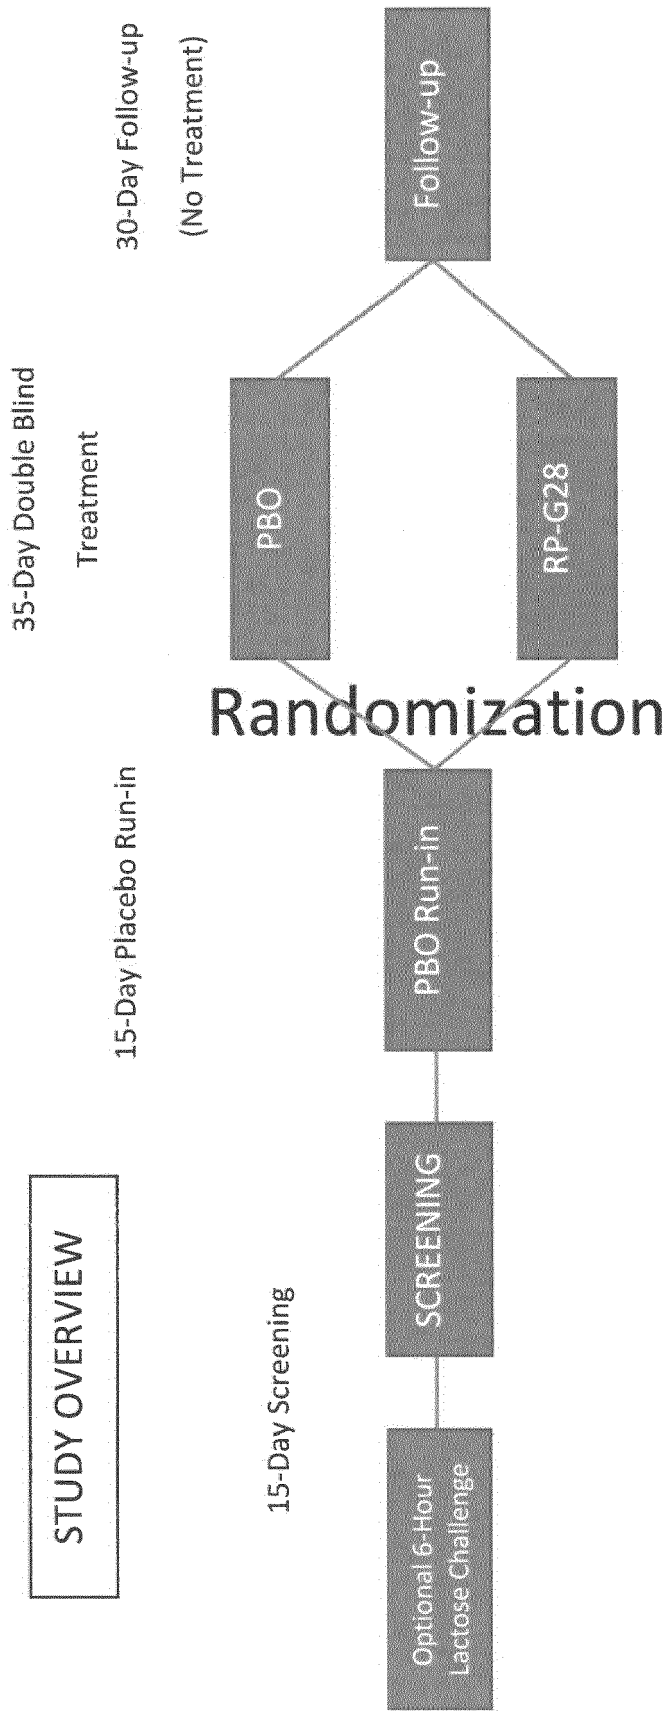 STUDY OVERVIEW
15-Day Screening
15-Day Placebo Run-in
35-Day Double Blind
Treatment
30-Day Follow-up
(No Treatment)
Optional 6-Hour
Lactose Challenge
SCREENING
PBO Run-in
Randomization
PBO
RP-G28
Follow-up